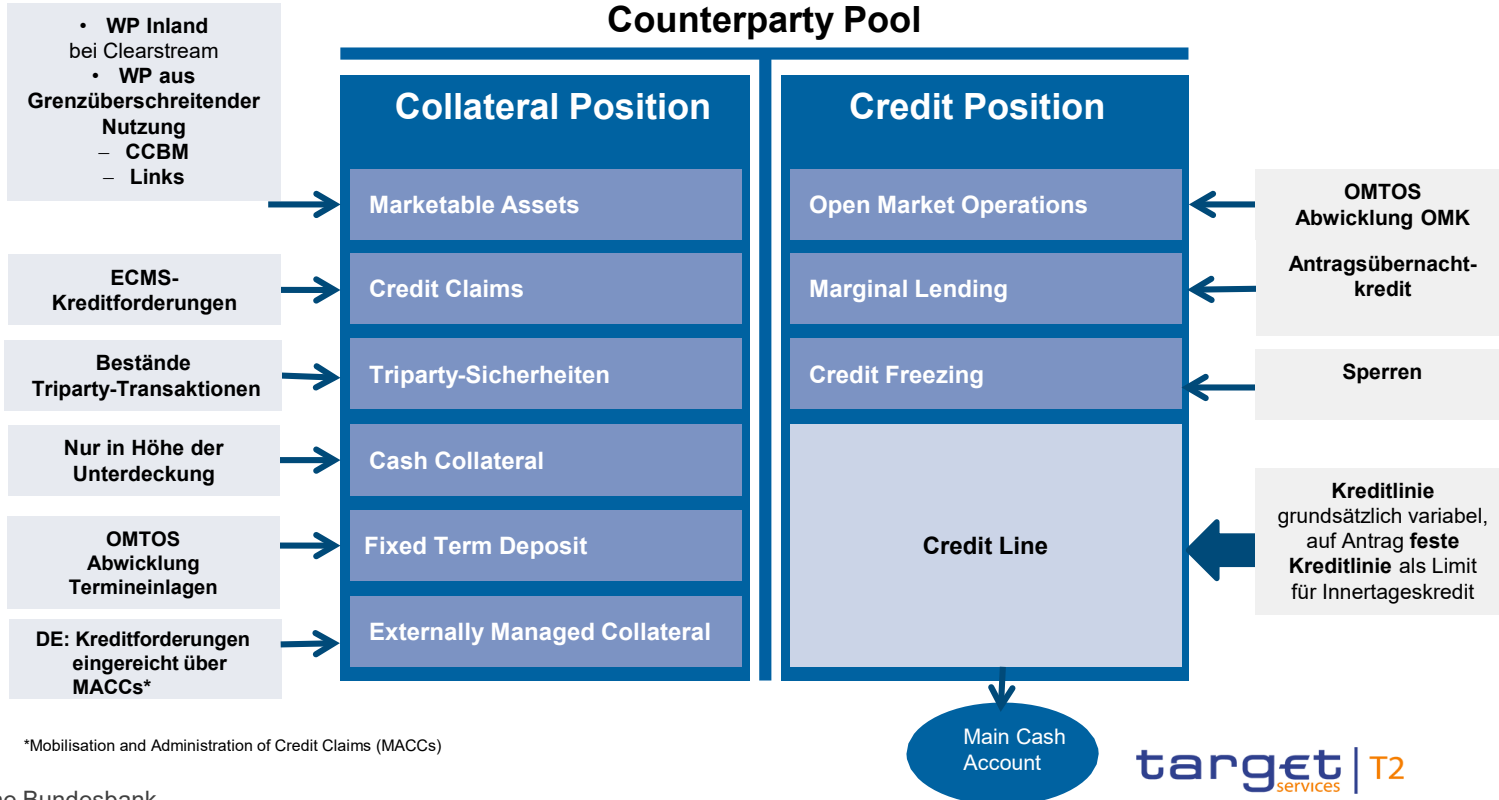 Counterparty Pool
• WP Inland
bei Clearstream
• WP aus
Grenzüberschreitender
Nutzung
– CCBM
– Links
ECMS-
Kreditforderungen
Bestände
Triparty-Transaktionen
Nur in Höhe der
Unterdeckung
OMTOS
Abwicklung
Termineinlagen
DE: Kreditforderungen
eingereicht über
MACCs*
Collateral Position
Marketable Assets
Credit Claims
Triparty-Sicherheiten
Cash Collateral
Fixed Term Deposit
Externally Managed Collateral
Credit Position
Open Market Operations
Marginal Lending
Credit Freezing
Credit Line
OMTOS
Abwicklung OMK
Antragsübernacht-
kredit
Sperren
Kreditlinie
grundsätzlich variabel,
auf Antrag feste
Kreditlinie als Limit
für Innertageskredit
Main Cash
Account
*Mobilisation and Administration of Credit Claims (MACCs)
target services | T2
Bundesbank